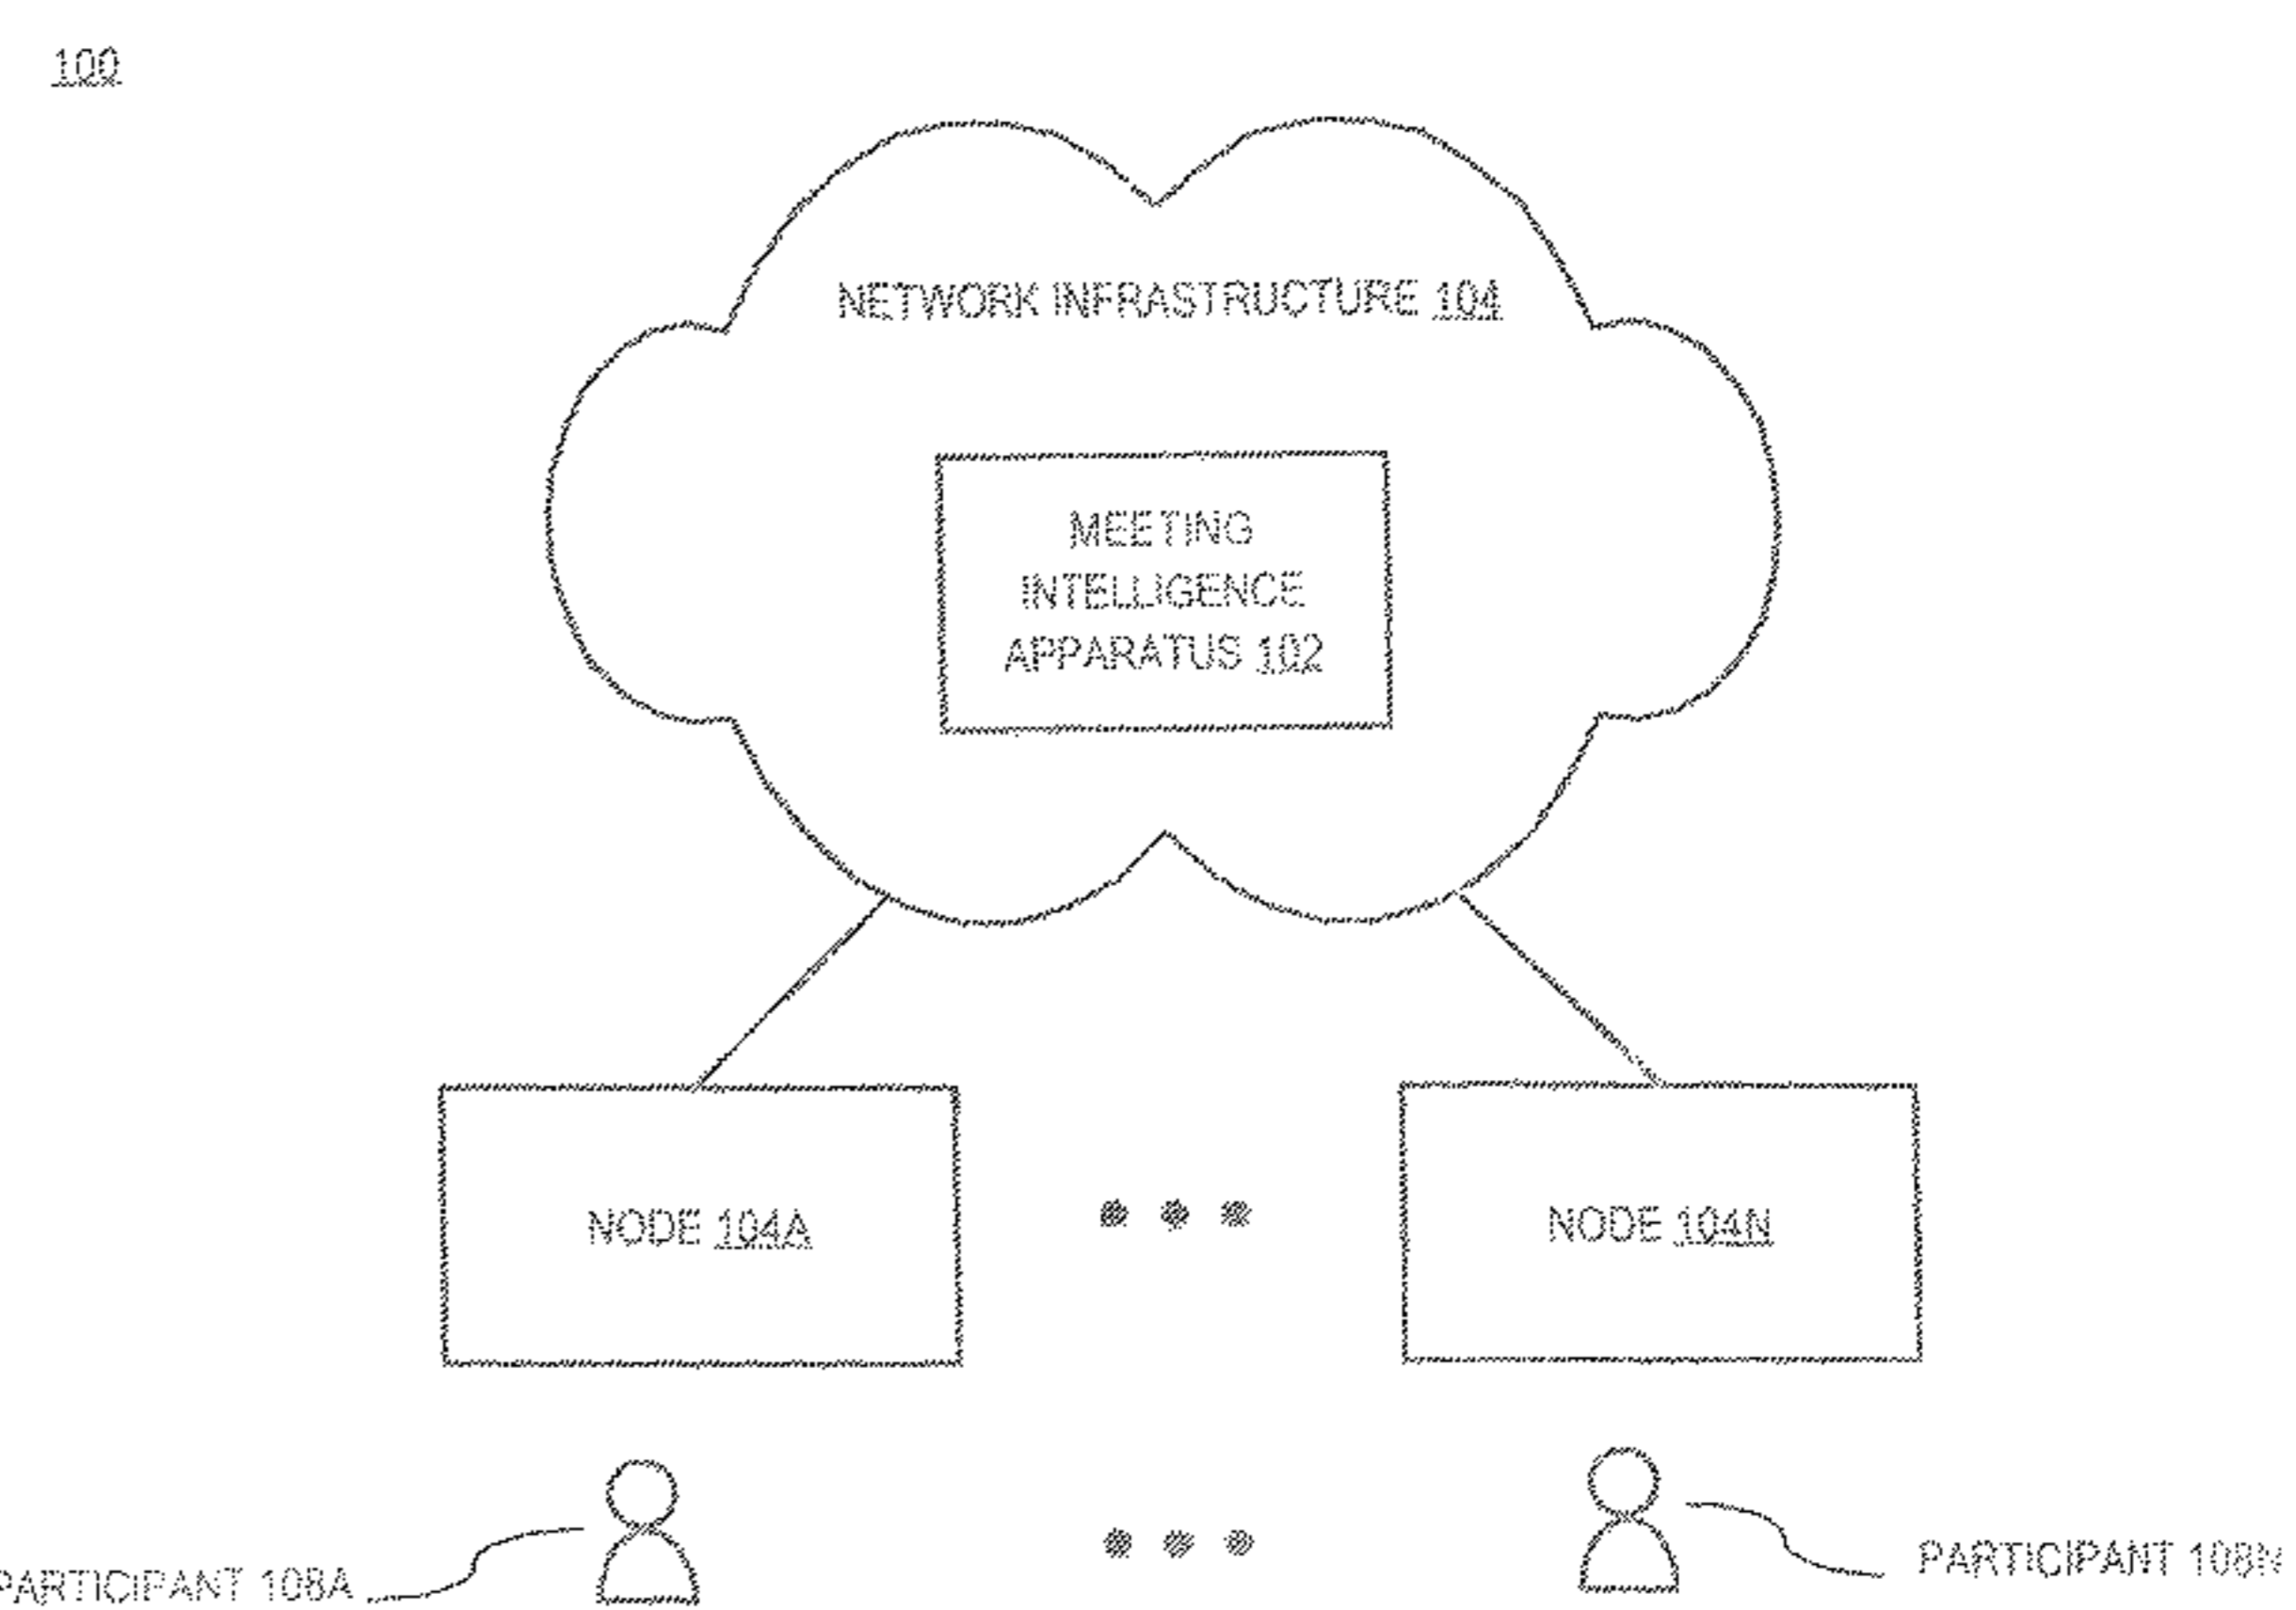 100
NETWORK INFRASTRUCTURE 104
MEETING
INTELLIGENCE
APPARATUS 102
NODE 104A
NODE 104N
PARTICIPANT 108A
PARTICIPANT 108N